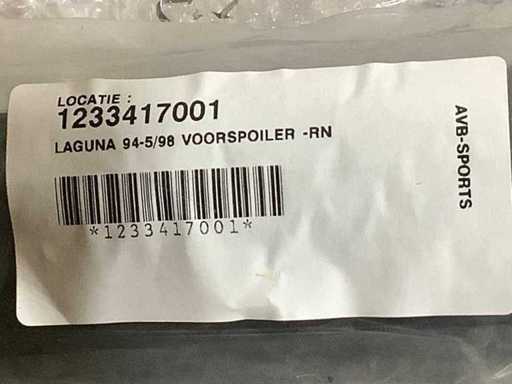 LOCATIE :
1233417001
LAGUNA 94-5/98 VOORSPOILER -RN
*1233417001*
AVB-SPORTS